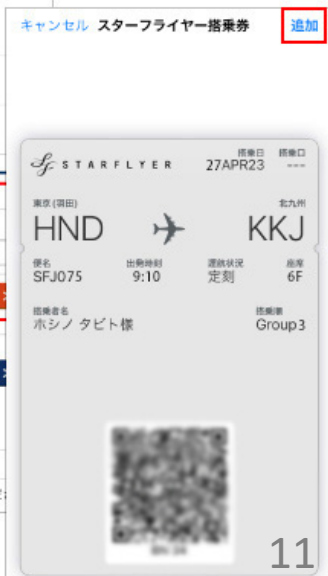 キャンセル スターフライヤー搭乗券 追加
STARFLYER
搭乗日 搭乗口
27APR23 ---
東京(羽田) 北九州
HND KKJ
便名 出発時刻 運航状況 座席
SFJ075 9:10 定刻 6F
搭乗者名 搭乗順
ホシノ タビト様 Group3
11